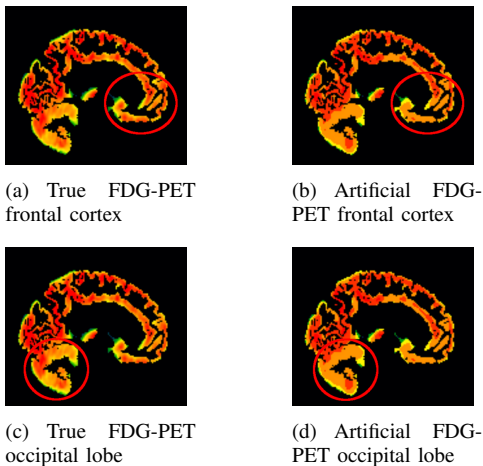 (a) True FDG-PET
frontal cortex
(b) Artificial FDG-
PET frontal cortex
(c) True FDG-PET
occipital lobe
(d) Artificial FDG-
PET occipital lobe